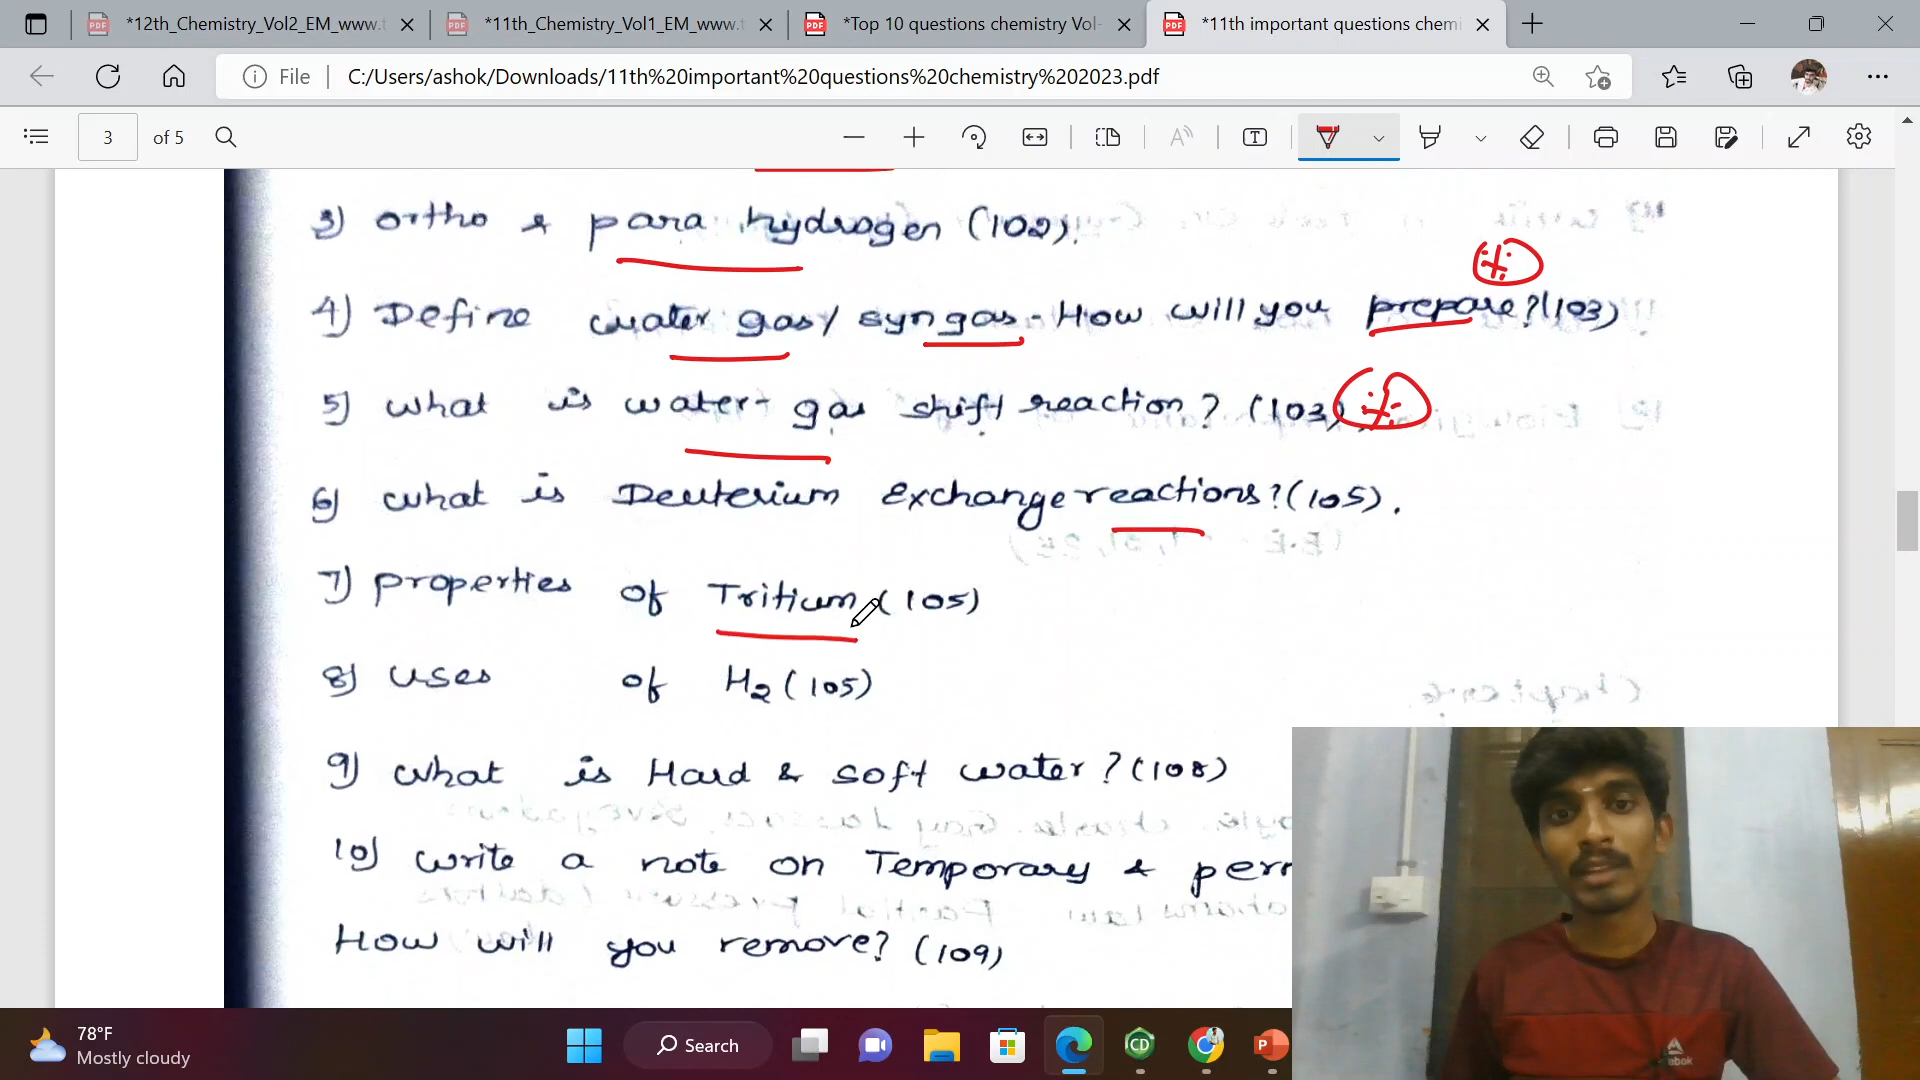 *12th_Chemistry_Vol2_EM_www.t
*11th_Chemistry_Vol1_EM_www.t
*Top 10 questions chemistry Vol-
*11th important questions chemi
File
C:/Users/ashok/Downloads/11th%20important%20questions%20chemistry%202023.pdf
3 of 5
3) ortho & para hydrogen (102).
4) Define water gas / syn gas - How will you prepare? (103)
5) what is water-gas shift reaction? (103)
6) what is Deuterium Exchange reactions? (105).
7) properties of Tritium (105)
8) uses of H2 (105)
9) what is Hard & soft water? (108)
10) write a note on Temporary & perm
How will you remove? (109)
78°F
Mostly cloudy
Search
CD
P